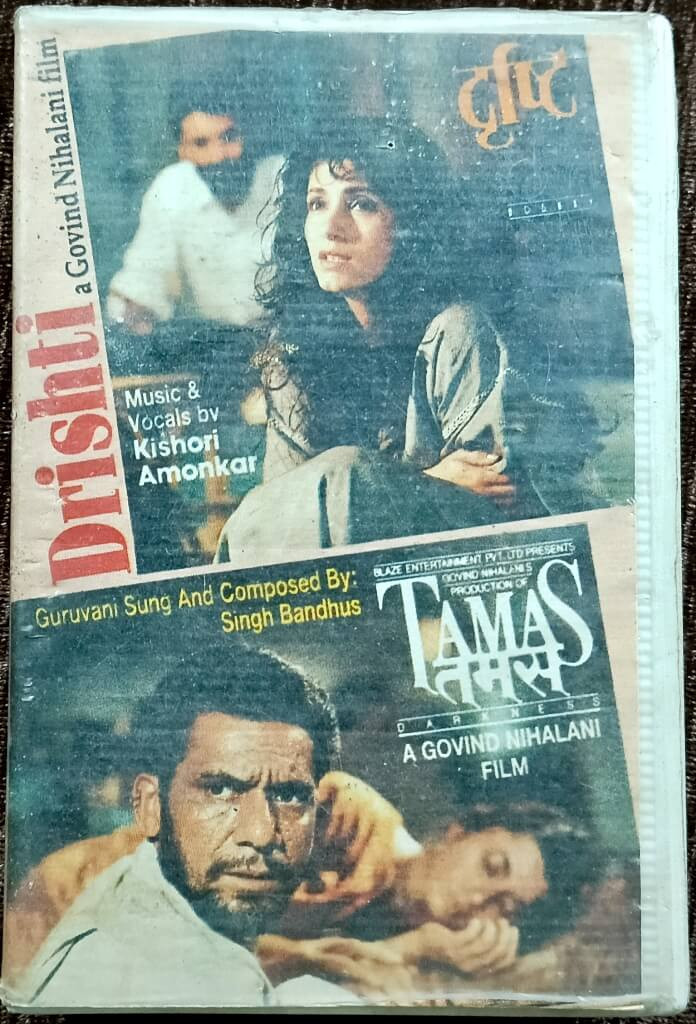 Drishti
a Govind Nihalani film
दृष्टि
Music &
Vocals by
Kishori
Amonkar
Guruvani Sung And Composed By:
Singh Bandhus
BLAZE ENTERTAINMENT PVT. LTD PRESENTS
GOVIND NIHALANI'S
PRODUCTION OF
TAMAS
तमस
DARKNESS
A GOVIND NIHALANI
FILM